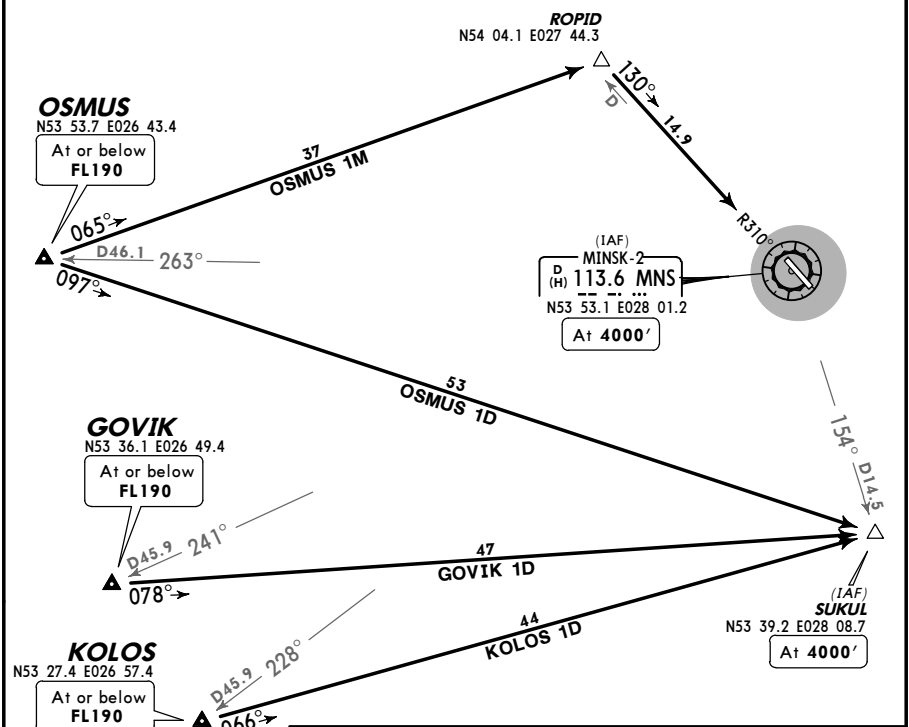 ROPID
N54 04.1 E027 44.3
130°
D
14.9
OSMUS
N53 53.7 E026 43.4
At or below
FL190
37
OSMUS 1M
065°
D46.1 263°
097°
R310°
(IAF)
MINSK-2
D
(H) 113.6 MNS
N53 53.1 E028 01.2
At 4000'
53
OSMUS 1D
154° D14.5
GOVIK
N53 36.1 E026 49.4
At or below
FL190
D45.9 241°
47
GOVIK 1D
078°
44
KOLOS 1D
(IAF)
SUKUL
N53 39.2 E028 08.7
At 4000'
KOLOS
N53 27.4 E026 57.4
At or below
FL190
D45.9 228°
066°